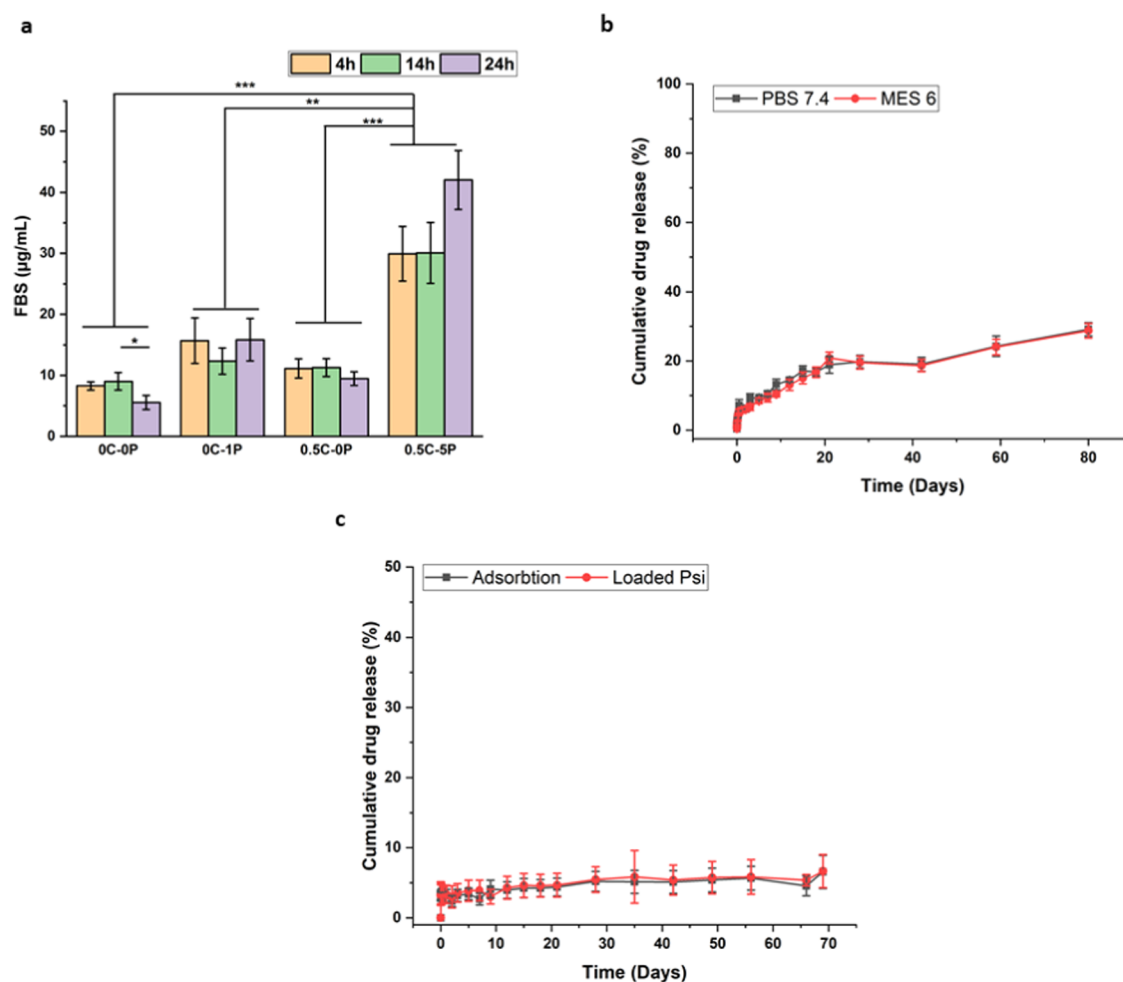 a
4h 14h 24h
***
**
***
*
FBS (μg/mL)
50
40
30
20
10
0
0C-0P 0C-1P 0.5C-0P 0.5C-5P
b
PBS 7.4 MES 6
Cumulative drug release (%)
100
80
60
40
20
0
0 20 40 60 80
Time (Days)
c
Adsorbtion Loaded Psi
Cumulative drug release (%)
50
40
30
20
10
0
0 10 20 30 40 50 60 70
Time (Days)